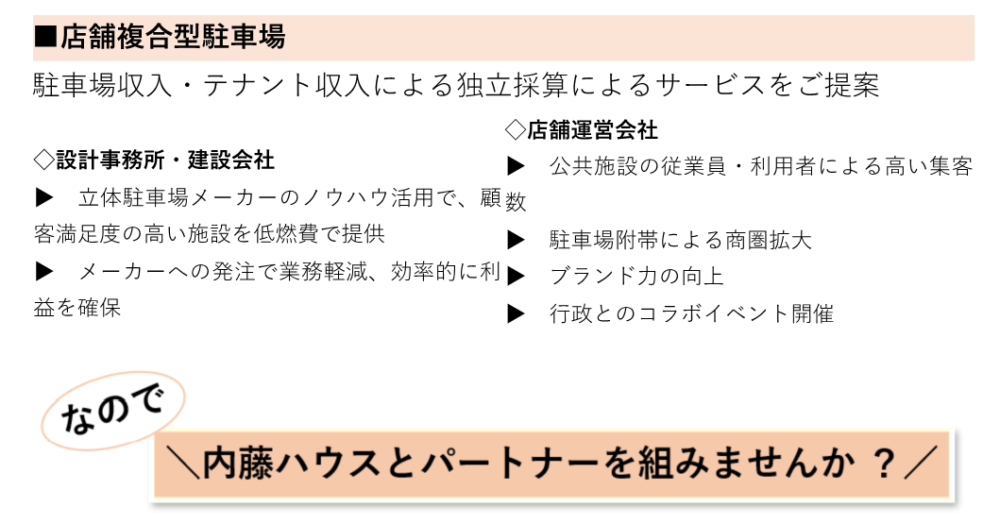 ■店舗複合型駐車場
駐車場収入・テナント収入による独立採算によるサービスをご提案
◇設計事務所・建設会社
▶ 立体駐車場メーカーのノウハウ活用で、顧
客満足度の高い施設を低燃費で提供
▶ メーカーへの発注で業務軽減、効率的に利
益を確保
◇店舗運営会社
▶ 公共施設の従業員・利用者による高い集客
数
▶ 駐車場附帯による商圏拡大
▶ ブランド力の向上
▶ 行政とのコラボイベント開催
なので
＼内藤ハウスとパートナーを組みませんか ？／